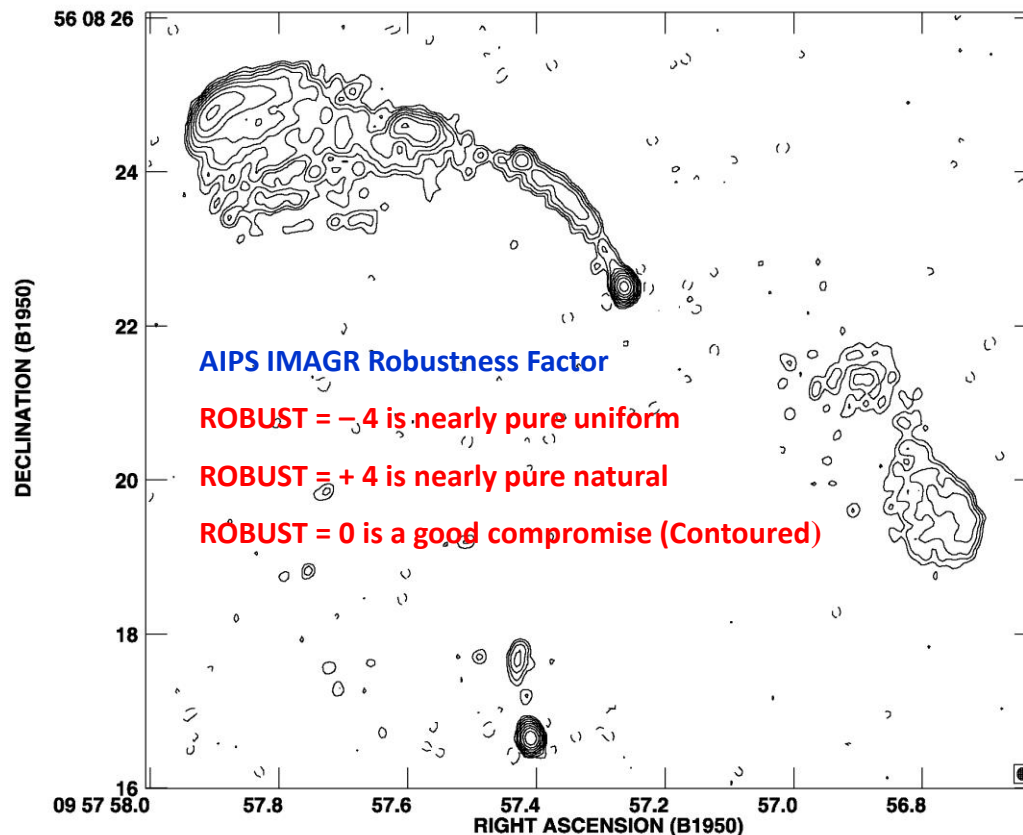 56 08 26
24
22
20
18
16
DECLINATION (B1950)
AIPS IMAGR Robustness Factor
ROBUST = – 4 is nearly pure uniform
ROBUST = + 4 is nearly pure natural
ROBUST = 0 is a good compromise (Contoured)
09 57 58.0 57.8 57.6 57.4 57.2 57.0 56.8
RIGHT ASCENSION (B1950)